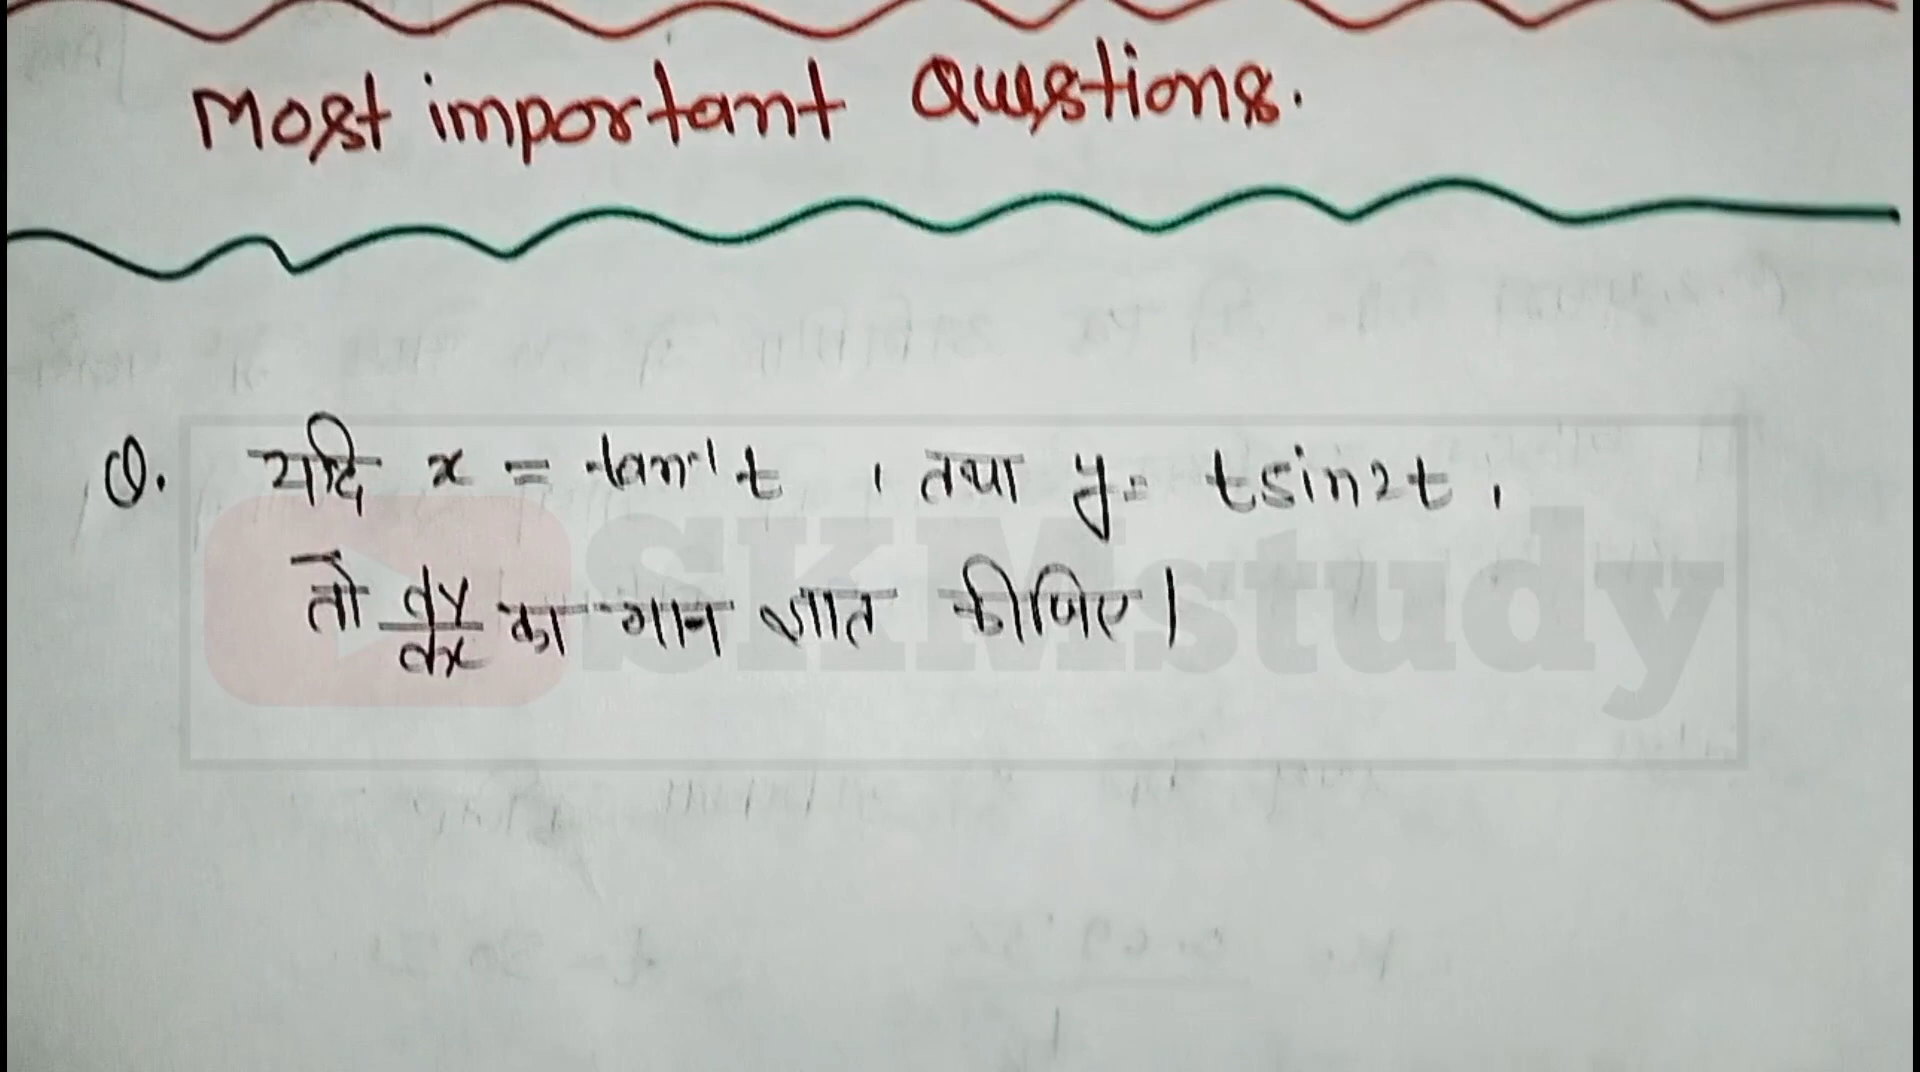 Most important Questions.
Q. यदि x = tan⁻¹t , तथा y = tsin2t ,
तो dy/dx का मान ज्ञात कीजिए।
SKMstudy